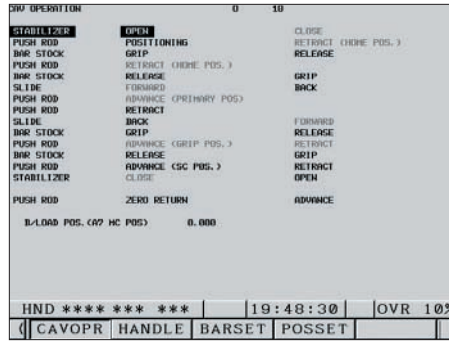 CAV OPERATION 0 10
STABILIZER OPEN CLOSE
PUSH ROD POSITIONING RETRACT (HOME POS.)
BAR STOCK GRIP RELEASE
PUSH ROD RETRACT (HOME POS.)
BAR STOCK RELEASE GRIP
SLIDE FORWARD BACK
PUSH ROD ADVANCE (PRIMARY POS)
PUSH ROD RETRACT
SLIDE BACK FORWARD
BAR STOCK GRIP RELEASE
PUSH ROD ADVANCE (GRIP POS.) RETRACT
BAR STOCK RELEASE GRIP
PUSH ROD ADVANCE (SC POS.) RETRACT
STABILIZER CLOSE OPEN
PUSH ROD ZERO RETURN ADVANCE
B/LOAD POS. (A7 MC POS) 0.000
HND **** *** *** 19:48:30 OVR 10%
( CAVOPR HANDLE BARSET POSSET